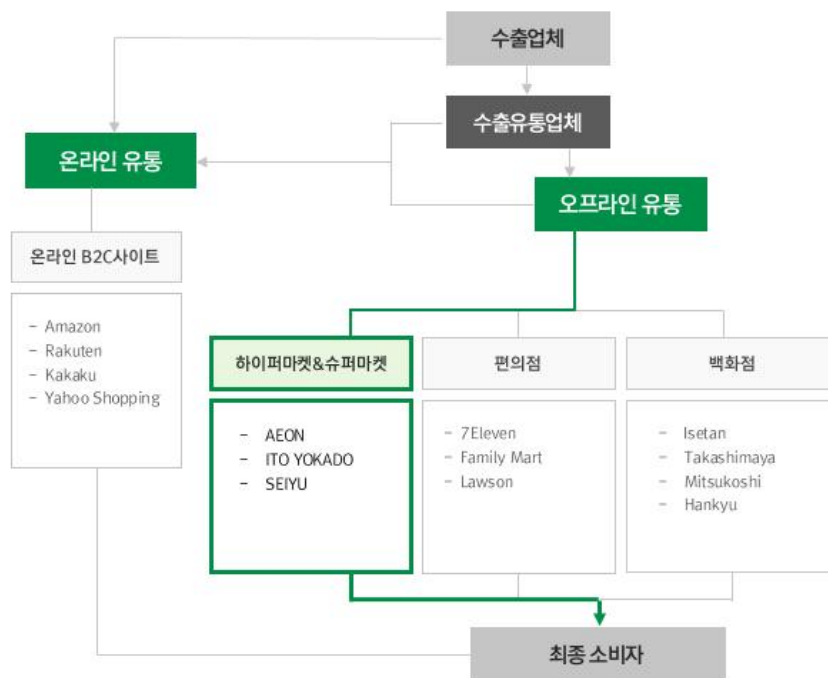 수출업체
수출유통업체
온라인 유통
오프라인 유통
온라인 B2C사이트
- Amazon
- Rakuten
- Kakaku
- Yahoo Shopping
하이퍼마켓&슈퍼마켓
- AEON
- ITO YOKADO
- SEIYU
편의점
- 7Eleven
- Family Mart
- Lawson
백화점
- Isetan
- Takashimaya
- Mitsukoshi
- Hankyu
최종 소비자